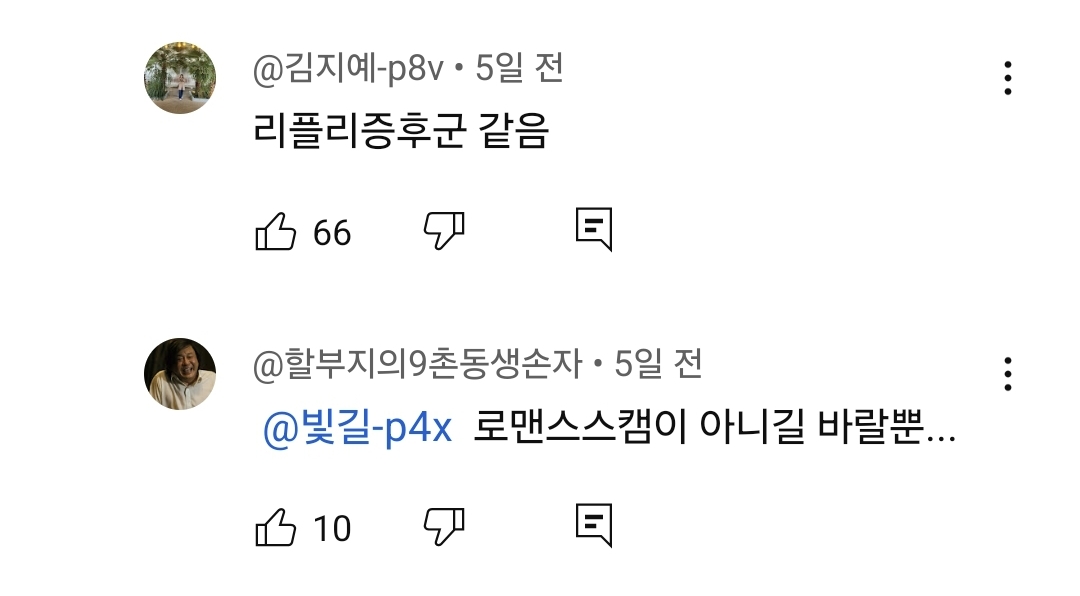 @김지예-p8v • 5일 전
리플리증후군 같음
66
@할부지의9촌동생손자 • 5일 전
@빛길-p4x 로맨스스캠이 아니길 바랄뿐...
10